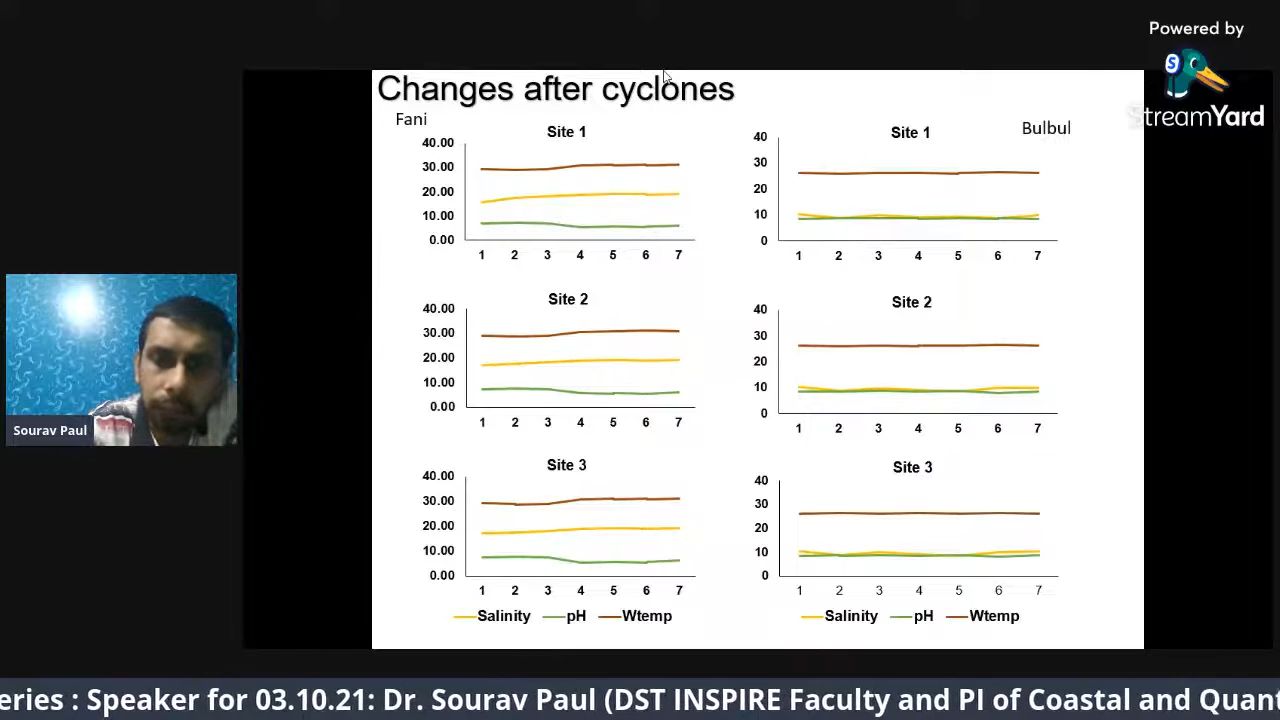 Powered by
StreamYard
Changes after cyclones
Fani
Bulbul
Site 1
40.00
30.00
20.00
10.00
0.00
1 2 3 4 5 6 7
Site 1
40
30
20
10
0
1 2 3 4 5 6 7
Site 2
40.00
30.00
20.00
10.00
0.00
1 2 3 4 5 6 7
Site 2
40
30
20
10
0
1 2 3 4 5 6 7
Site 3
40.00
30.00
20.00
10.00
0.00
1 2 3 4 5 6 7
Salinity pH Wtemp
Site 3
40
30
20
10
0
1 2 3 4 5 6 7
Salinity pH Wtemp
Sourav Paul
eries : Speaker for 03.10.21: Dr. Sourav Paul (DST INSPIRE Faculty and PI of Coastal and Quant